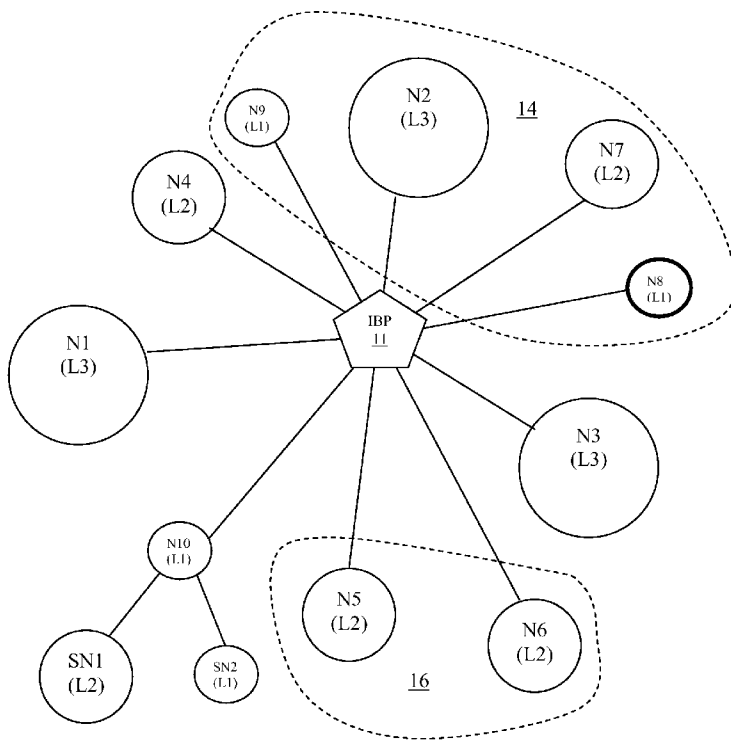 N2
(L3)
N9
(L1)
14
N7
(L2)
N4
(L2)
N8
(L1)
IBP
11
N1
(L3)
N3
(L3)
N10
(L1)
N5
(L2)
N6
(L2)
SN1
(L2)
SN2
(L1)
16